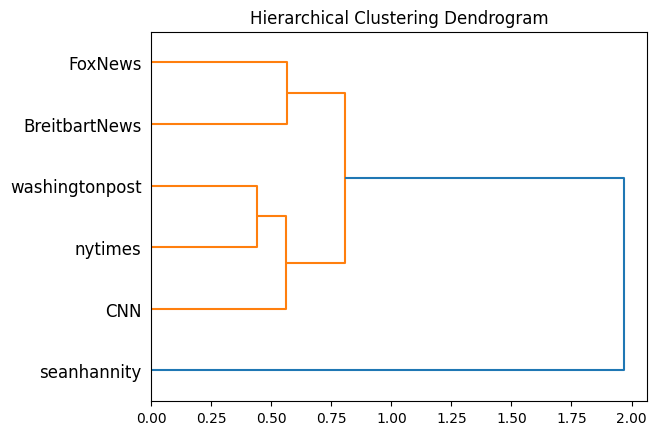 Hierarchical Clustering Dendrogram
FoxNews
BreitbartNews
washingtonpost
nytimes
CNN
seanhannity
0.00 0.25 0.50 0.75 1.00 1.25 1.50 1.75 2.00